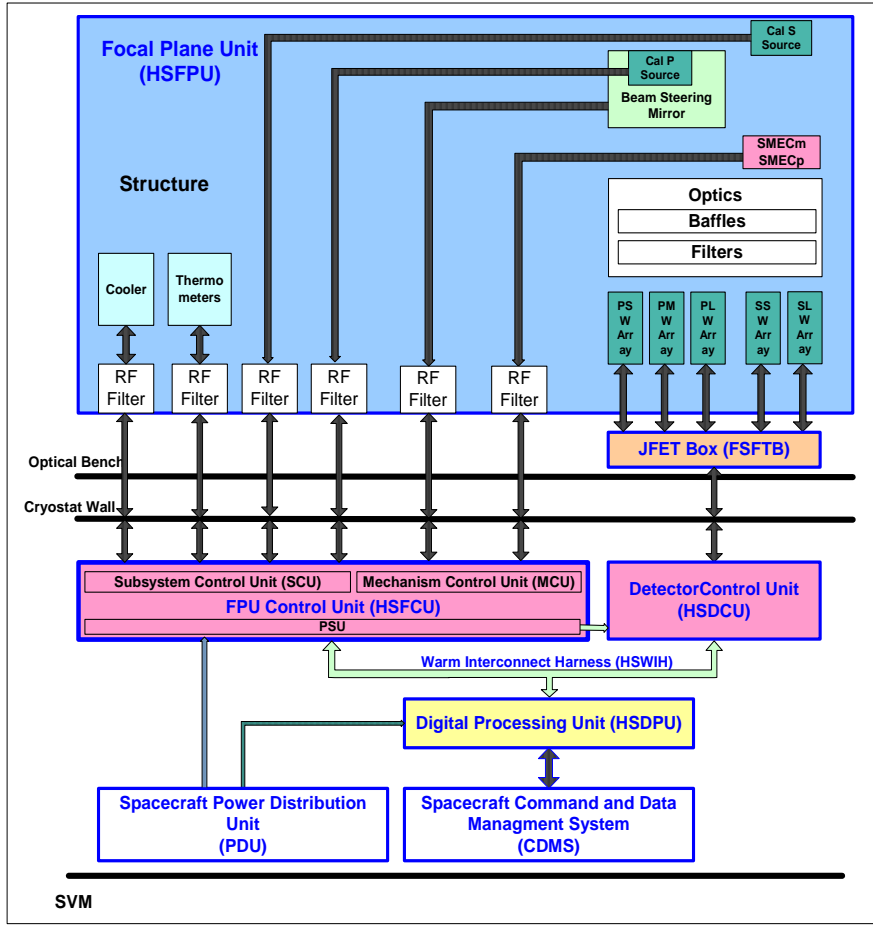 Cal S
Source
Focal Plane Unit
(HSFPU)
Cal P
Source
Beam Steering
Mirror
SMECm
SMECp
Structure
Optics
Baffles
Filters
Cooler
Thermo
meters
PS
W
Arr
ay
PM
W
Arr
ay
PL
W
Arr
ay
SS
W
Arr
ay
SL
W
Arr
ay
RF
Filter
RF
Filter
RF
Filter
RF
Filter
RF
Filter
RF
Filter
JFET Box (FSFTB)
Optical Bench
Cryostat Wall
Subsystem Control Unit (SCU)
Mechanism Control Unit (MCU)
FPU Control Unit (HSFCU)
PSU
DetectorControl Unit
(HSDCU)
Warm Interconnect Harness (HSWIH)
Digital Processing Unit (HSDPU)
Spacecraft Power Distribution
Unit
(PDU)
Spacecraft Command and Data
Managment System
(CDMS)
SVM